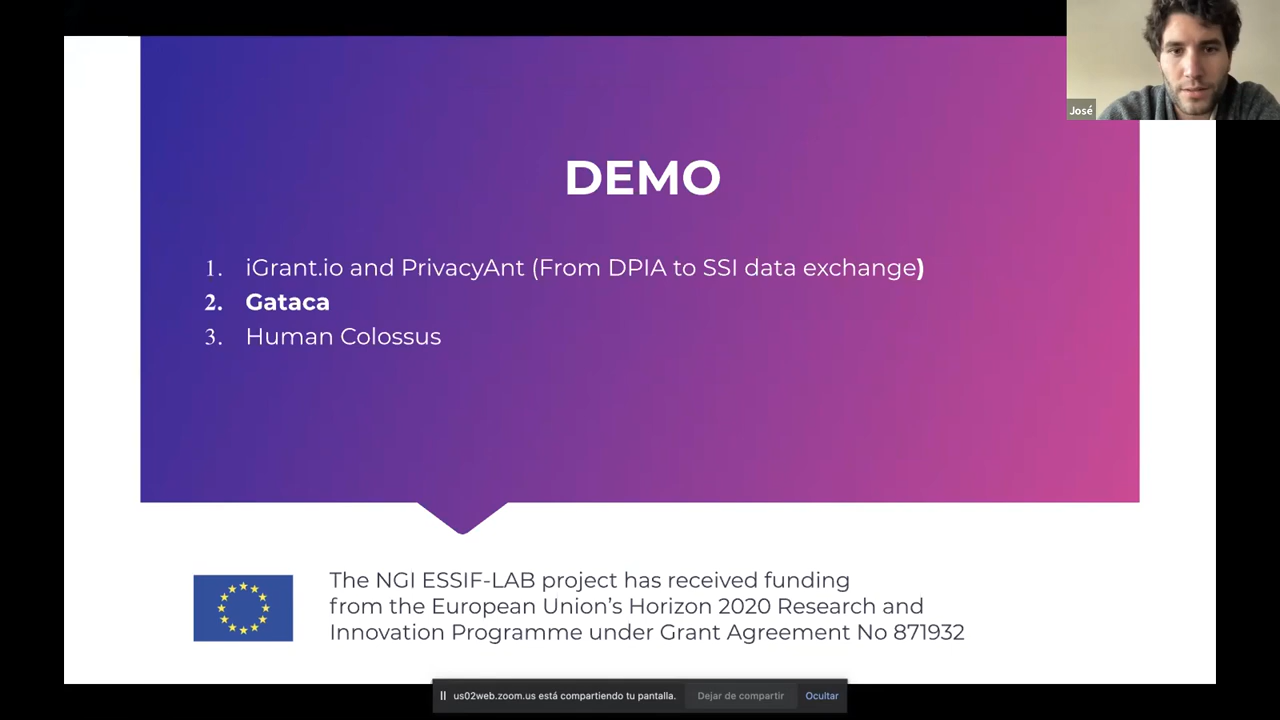 José
DEMO
1. iGrant.io and PrivacyAnt (From DPIA to SSI data exchange)
2. Gataca
3. Human Colossus
The NGI ESSIF-LAB project has received funding
from the European Union’s Horizon 2020 Research and
Innovation Programme under Grant Agreement No 871932
us02web.zoom.us está compartiendo tu pantalla. Dejar de compartir Ocultar